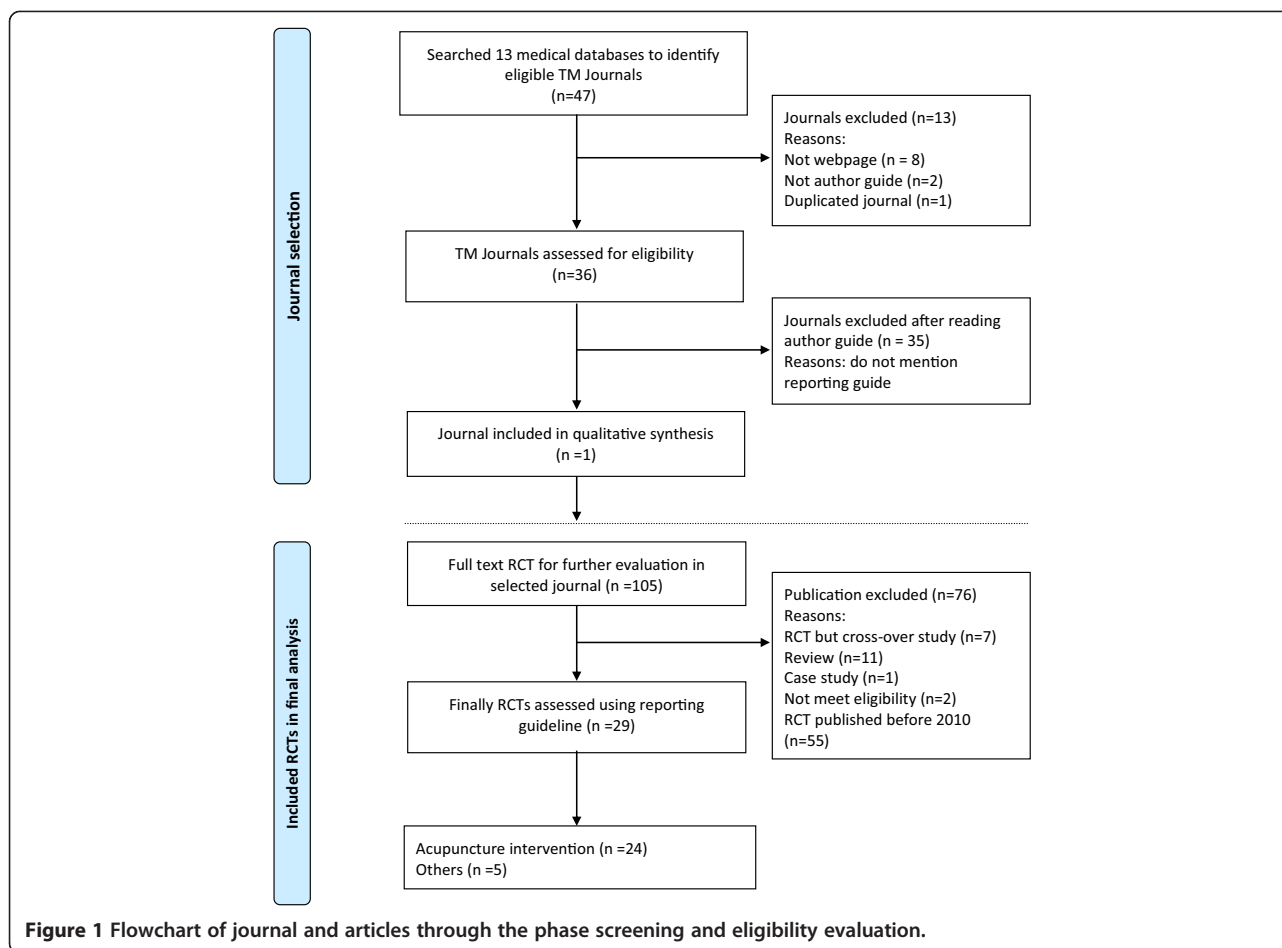 Journal selection
Searched 13 medical databases to identify
eligible TM Journals
(n=47)
Journals excluded (n=13)
Reasons:
Not webpage (n = 8)
Not author guide (n=2)
Duplicated journal (n=1)
TM Journals assessed for eligibility
(n=36)
Journals excluded after reading
author guide (n = 35)
Reasons: do not mention
reporting guide
Journal included in qualitative synthesis
(n =1)
Included RCTs in final analysis
Full text RCT for further evaluation in
selected journal (n =105)
Publication excluded (n=76)
Reasons:
RCT but cross-over study (n=7)
Review (n=11)
Case study (n=1)
Not meet eligibility (n=2)
RCT published before 2010
(n=55)
Finally RCTs assessed using reporting
guideline (n =29)
Acupuncture intervention (n =24)
Others (n =5)
Figure 1 Flowchart of journal and articles through the phase screening and eligibility evaluation.